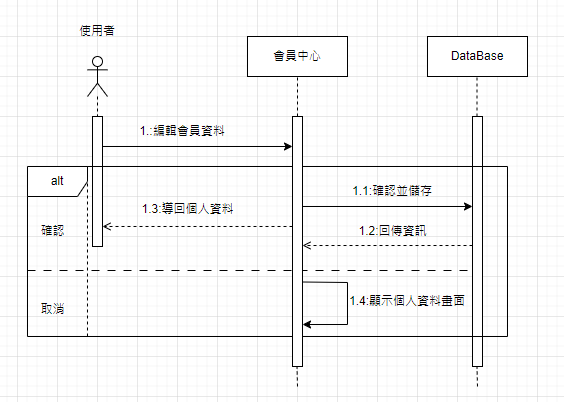 使用者
會員中心
DataBase
1.:編輯會員資料
alt
1.1:確認並儲存
1.3:導回個人資料
確認
1.2:回傳資訊
1.4:顯示個人資料畫面
取消